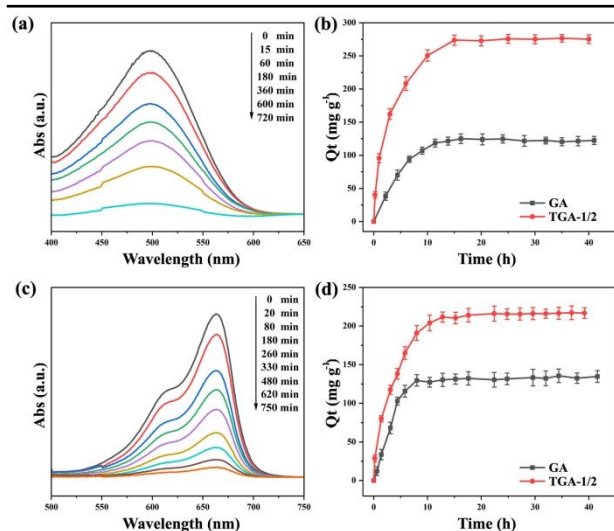 (a)
0 min
15 min
60 min
180 min
360 min
600 min
720 min
Abs (a.u.)
400 450 500 550 600 650
Wavelength (nm)
(b)
300
250
200
150
100
50
0
Qt (mg g⁻¹)
GA
TGA-1/2
0 10 20 30 40
Time (h)
(c)
0 min
20 min
80 min
180 min
260 min
330 min
480 min
620 min
750 min
Abs (a.u.)
500 550 600 650 700 750
Wavelength (nm)
(d)
250
200
150
100
50
0
Qt (mg g⁻¹)
GA
TGA-1/2
0 10 20 30 40
Time (h)